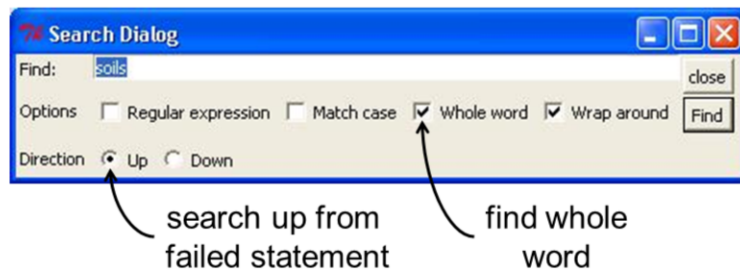 Search Dialog
Find: soils close
Options Regular expression Match case Whole word Wrap around Find
Direction Up Down
search up from find whole
failed statement word